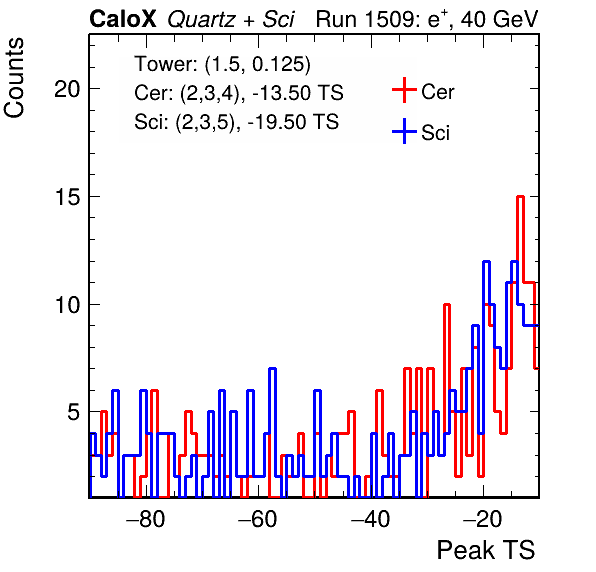 CaloX Quartz + Sci Run 1509: e⁺, 40 GeV
Counts
Tower: (1.5, 0.125)
Cer: (2,3,4), -13.50 TS
Sci: (2,3,5), -19.50 TS
Cer
Sci
20
15
10
5
−80 −60 −40 −20
Peak TS